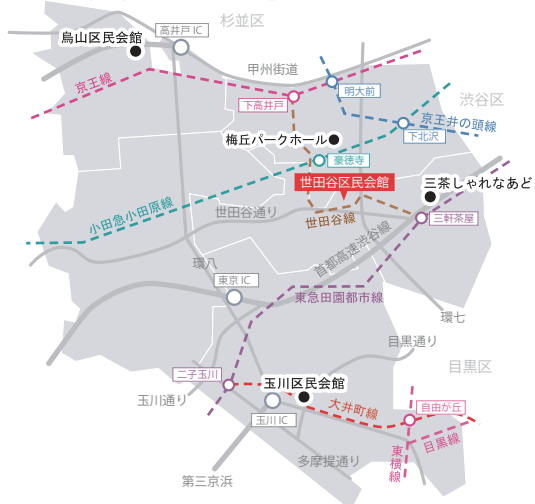 杉並区
高井戸 IC
烏山区民会館
甲州街道
京王線
下高井戸
明大前
渋谷区
京王井の頭線
下北沢
梅丘パークホール
豪徳寺
世田谷区民会館
三茶しゃれなあど
小田急小田原線
世田谷通り
世田谷線
三軒茶屋
首都高速渋谷線
環八
東京 IC
東急田園都市線
環七
目黒通り
目黒区
二子玉川
玉川区民会館
玉川通り
大井町線
自由が丘
玉川 IC
目黒線
東横線
多摩提通り
第三京浜